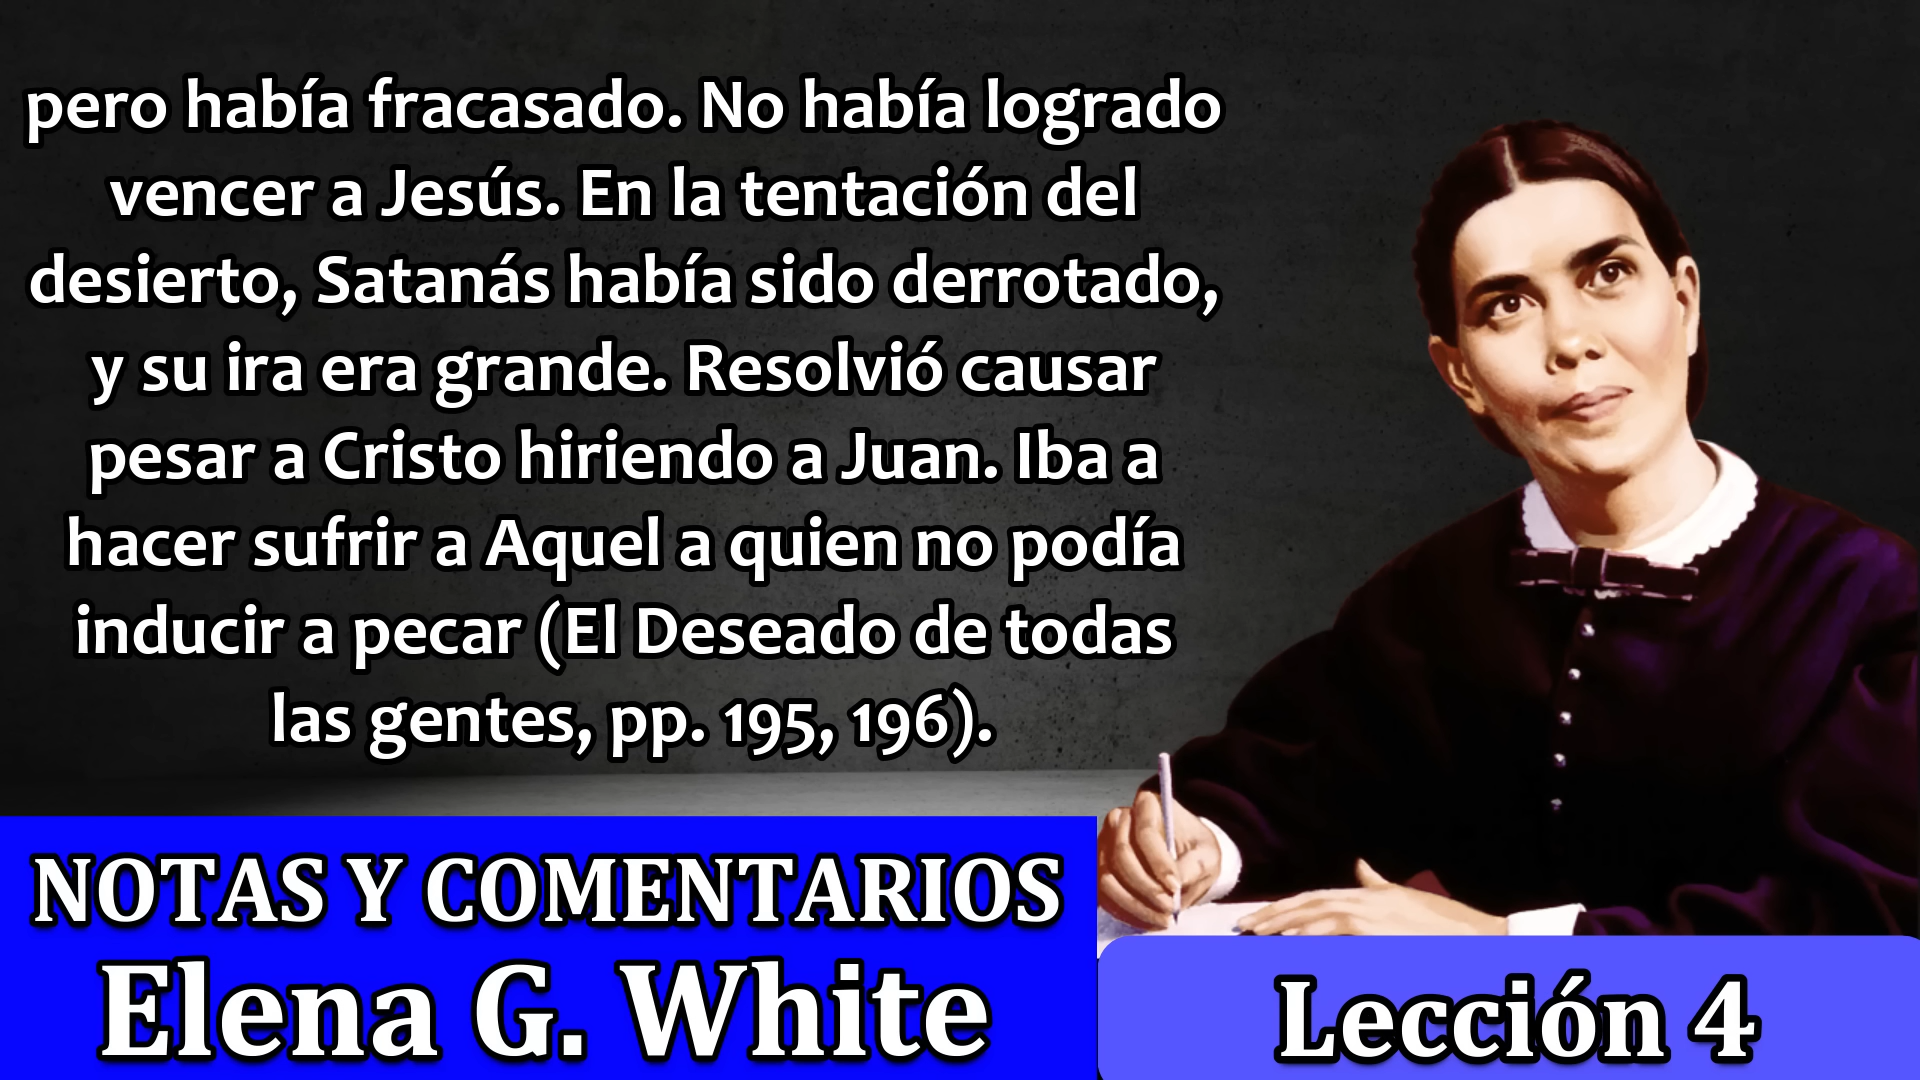 pero había fracasado. No había logrado
vencer a Jesús. En la tentación del
desierto, Satanás había sido derrotado,
y su ira era grande. Resolvió causar
pesar a Cristo hiriendo a Juan. Iba a
hacer sufrir a Aquel a quien no podía
inducir a pecar (El Deseado de todas
las gentes, pp. 195, 196).
NOTAS Y COMENTARIOS
Elena G. White
Lección 4